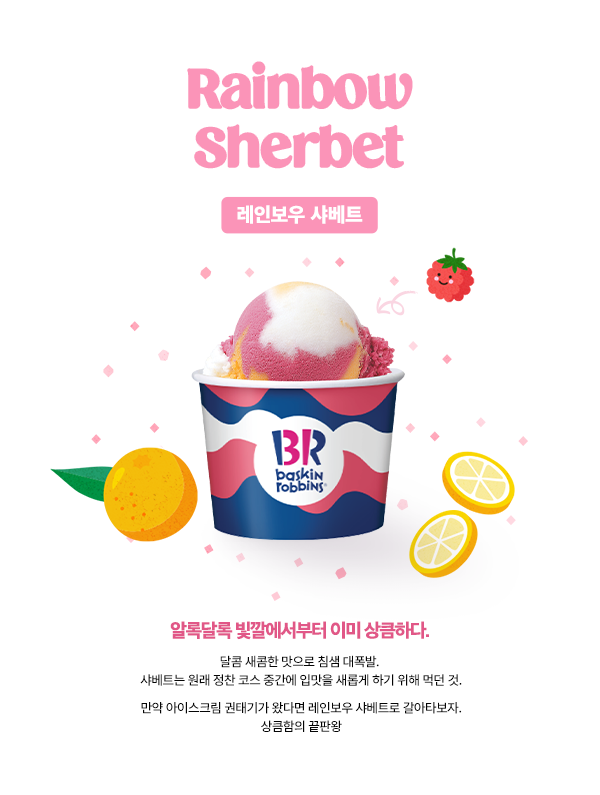 Rainbow
Sherbet
레인보우 샤베트
BR
baskin
robbins®
알록달록 빛깔에서부터 이미 상큼하다.
달콤 새콤한 맛으로 침샘 대폭발.
샤베트는 원래 정찬 코스 중간에 입맛을 새롭게 하기 위해 먹던 것.
만약 아이스크림 권태기가 왔다면 레인보우 샤베트로 갈아타보자.
상큼함의 끝판왕